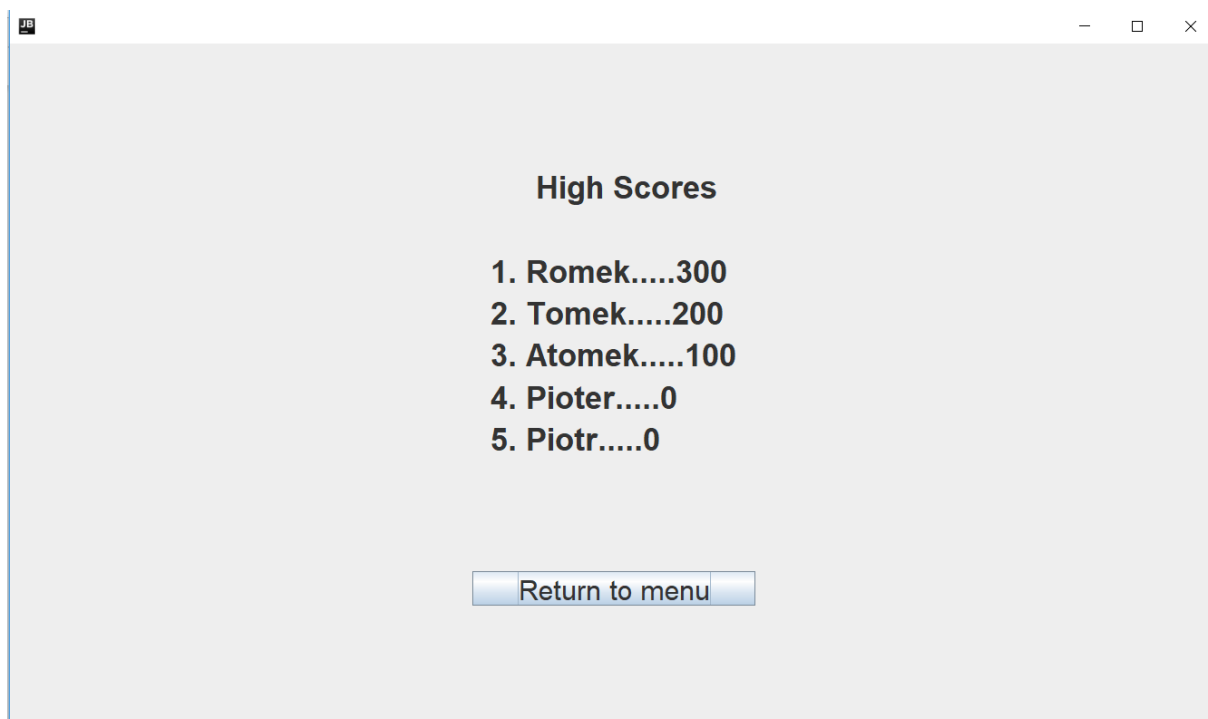 JB
High Scores
1. Romek.....300
2. Tomek.....200
3. Atomek.....100
4. Pioter.....0
5. Piotr.....0
Return to menu